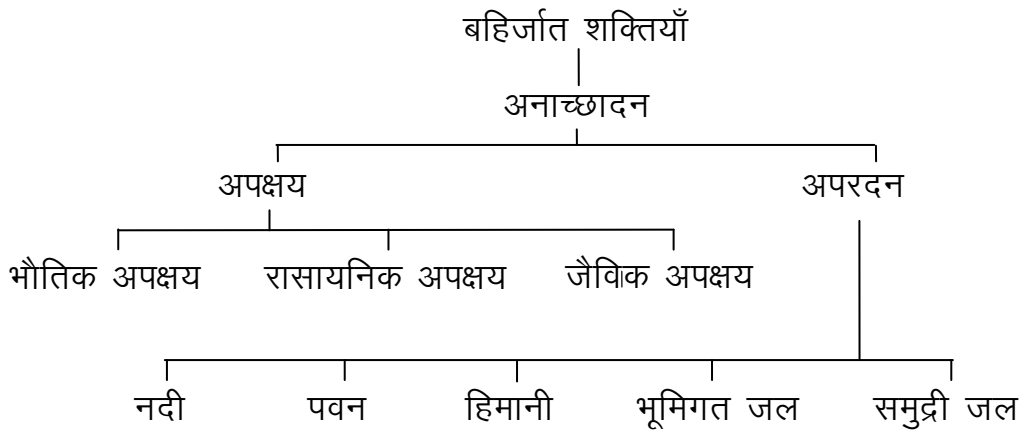 बहिर्जात शक्तियाँ
अनाच्छादन
अपक्षय अपरदन
भौतिक अपक्षय रासायनिक अपक्षय जैविक अपक्षय
नदी पवन हिमानी भूमिगत जल समुद्री जल